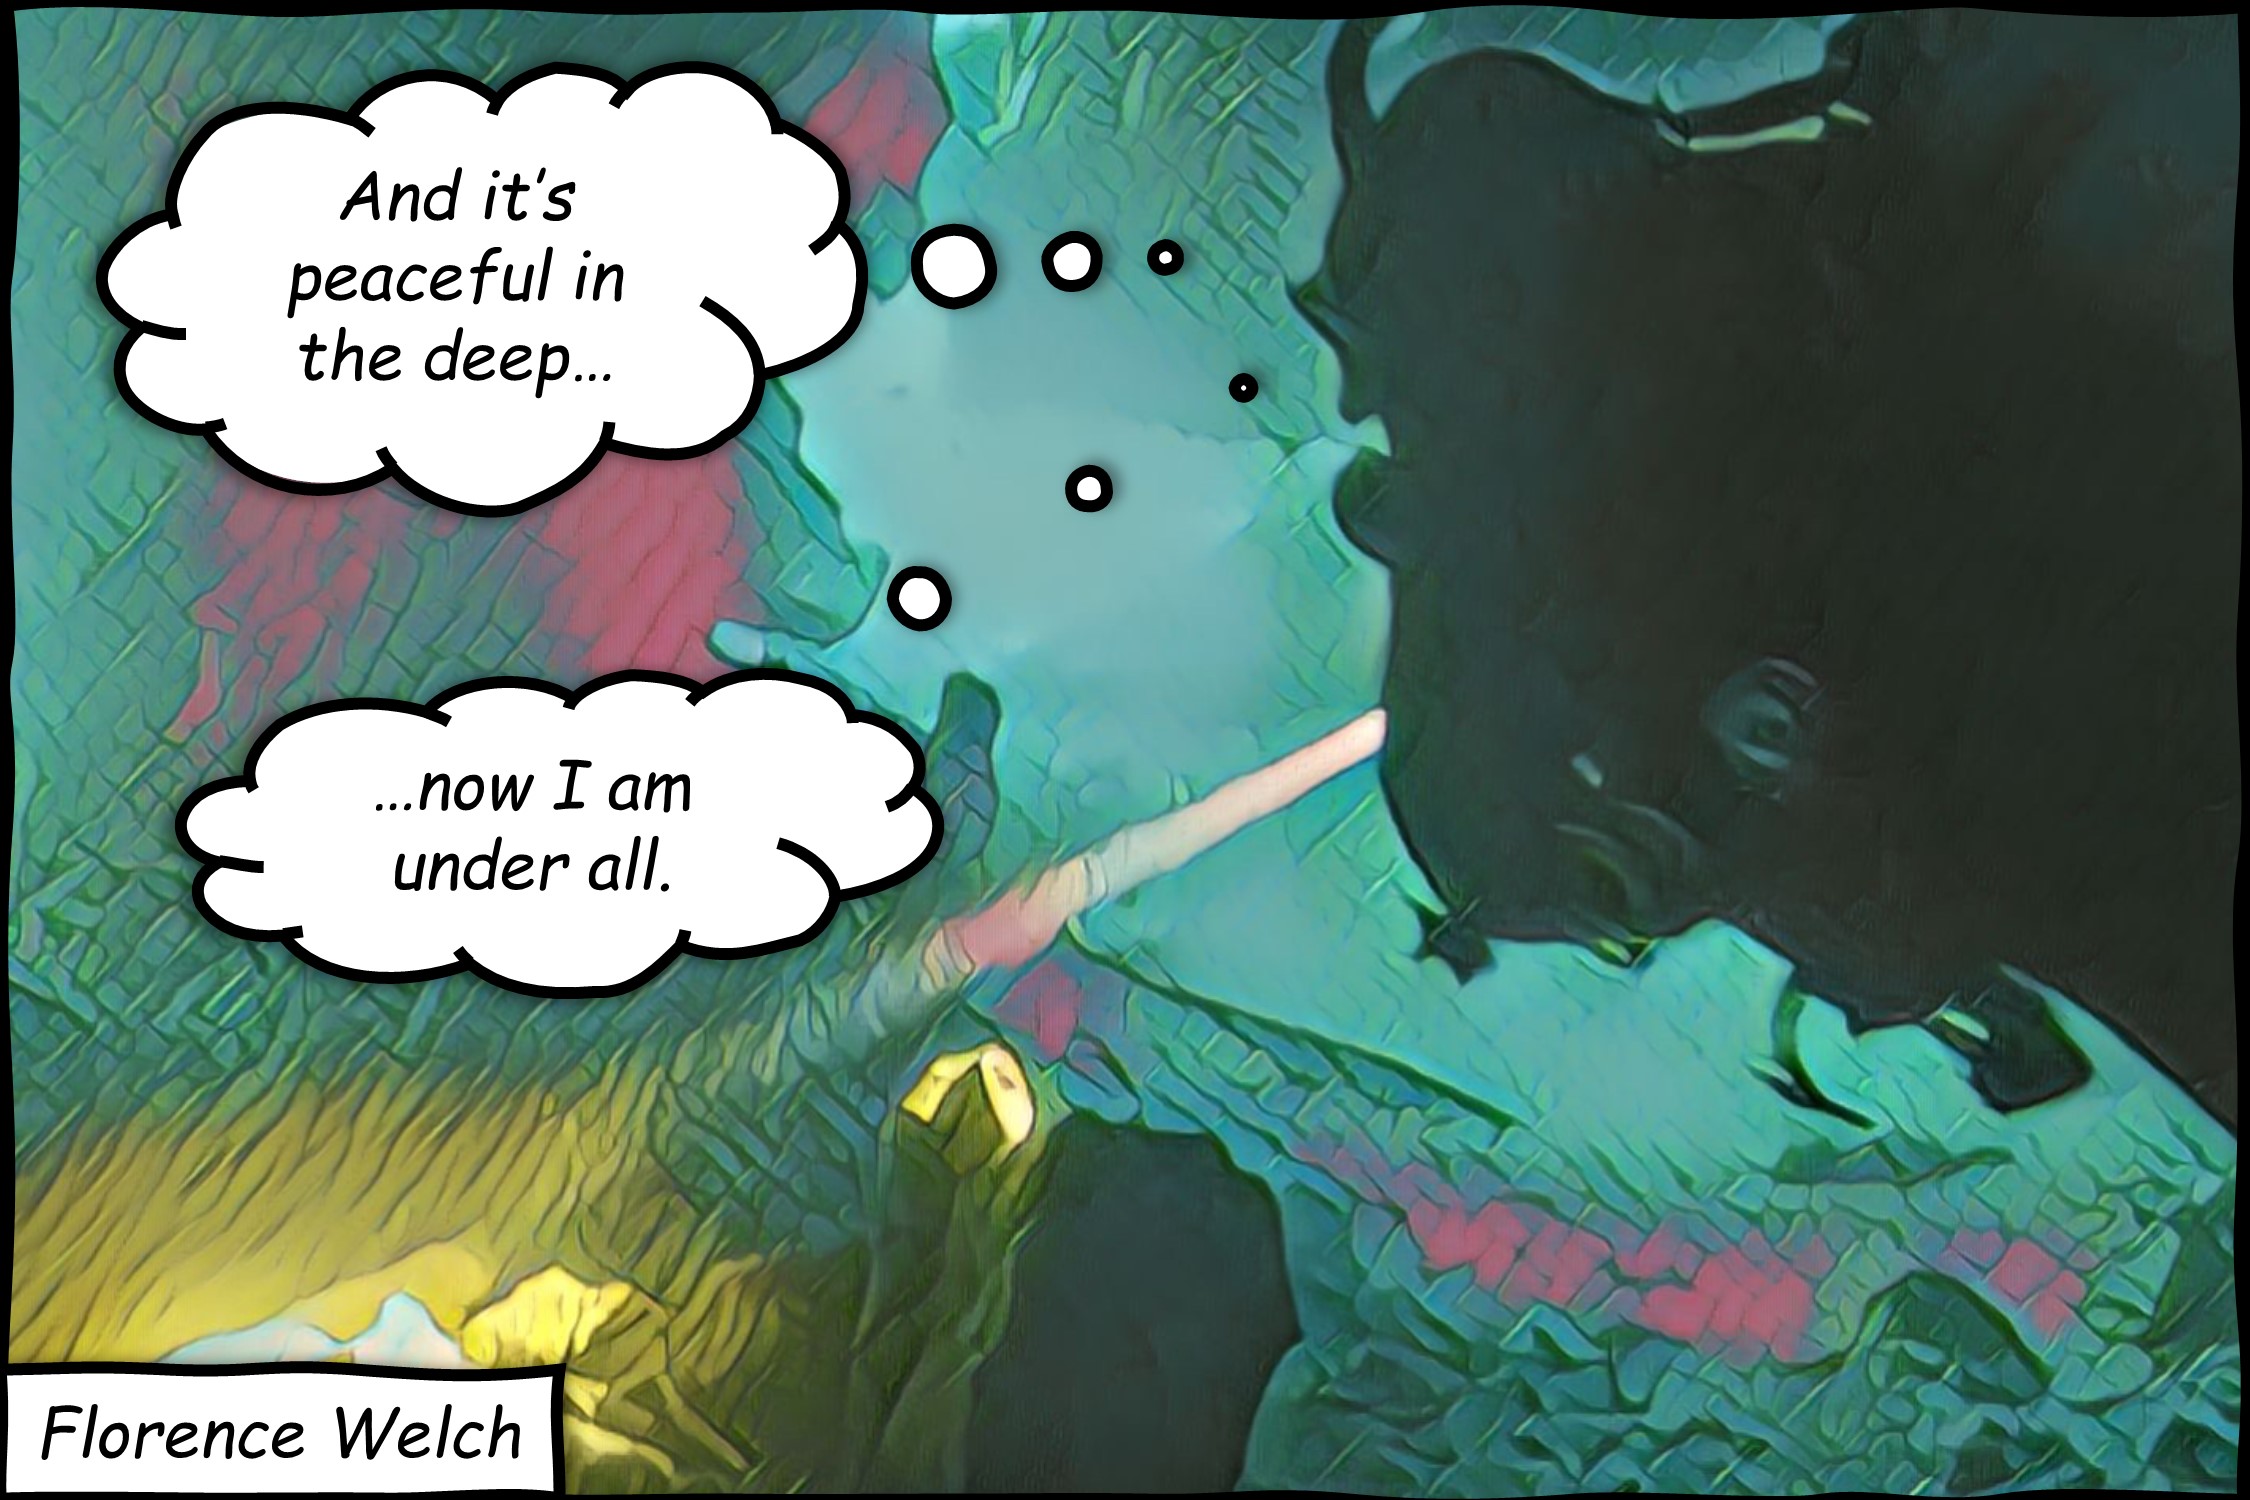 And it's
peaceful in
the deep...
...now I am
under all.
Florence Welch